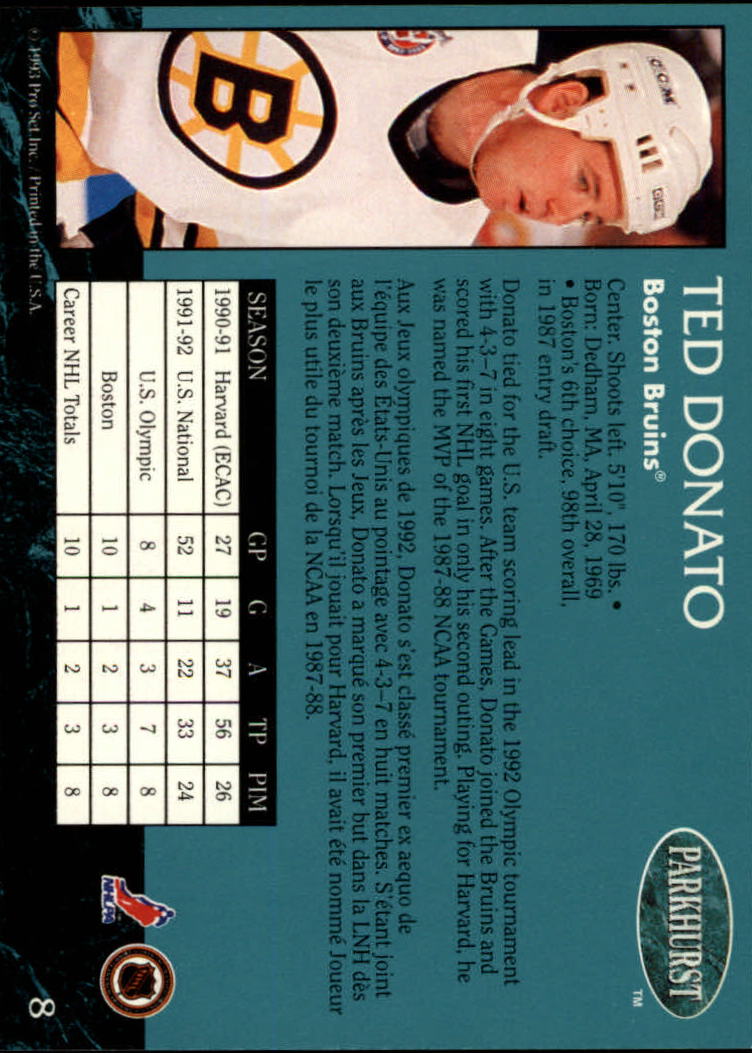 TED DONATO
Boston Bruins®
PARKHURST
TM
Center. Shoots left. 5'10", 170 lbs. •
Born: Dedham, MA, April 28, 1969
• Boston's 6th choice, 98th overall,
in 1987 entry draft.
Donato tied for the U.S. team scoring lead in the 1992 Olympic tournament
with 4-3–7 in eight games. After the Games, Donato joined the Bruins and
scored his first NHL goal in only his second outing. Playing for Harvard, he
was named the MVP of the 1987-88 NCAA tournament.
Aux Jeux olympiques de 1992, Donato s'est classé premier ex aequo de
l'équipe des Etats-Unis au pointage avec 4-3–7 en huit matches. S'étant joint
aux Bruins après les Jeux, Donato a marqué son premier but dans la LNH dès
son deuxième match. Lorsqu'il jouait pour Harvard, il avait été nommé Joueur
le plus utile du tournoi de la NCAA en 1987-88.
SEASON GP G A TP PIM
1990-91 Harvard (ECAC) 27 19 37 56 26
1991-92 U.S. National 52 11 22 33 24
U.S. Olympic 8 4 3 7 8
Boston 10 1 2 3 8
Career NHL Totals 10 1 2 3 8
CCM
B
© 1993 Pro Set, Inc. / Printed in the U.S.A.
NHLPA
NHL
8